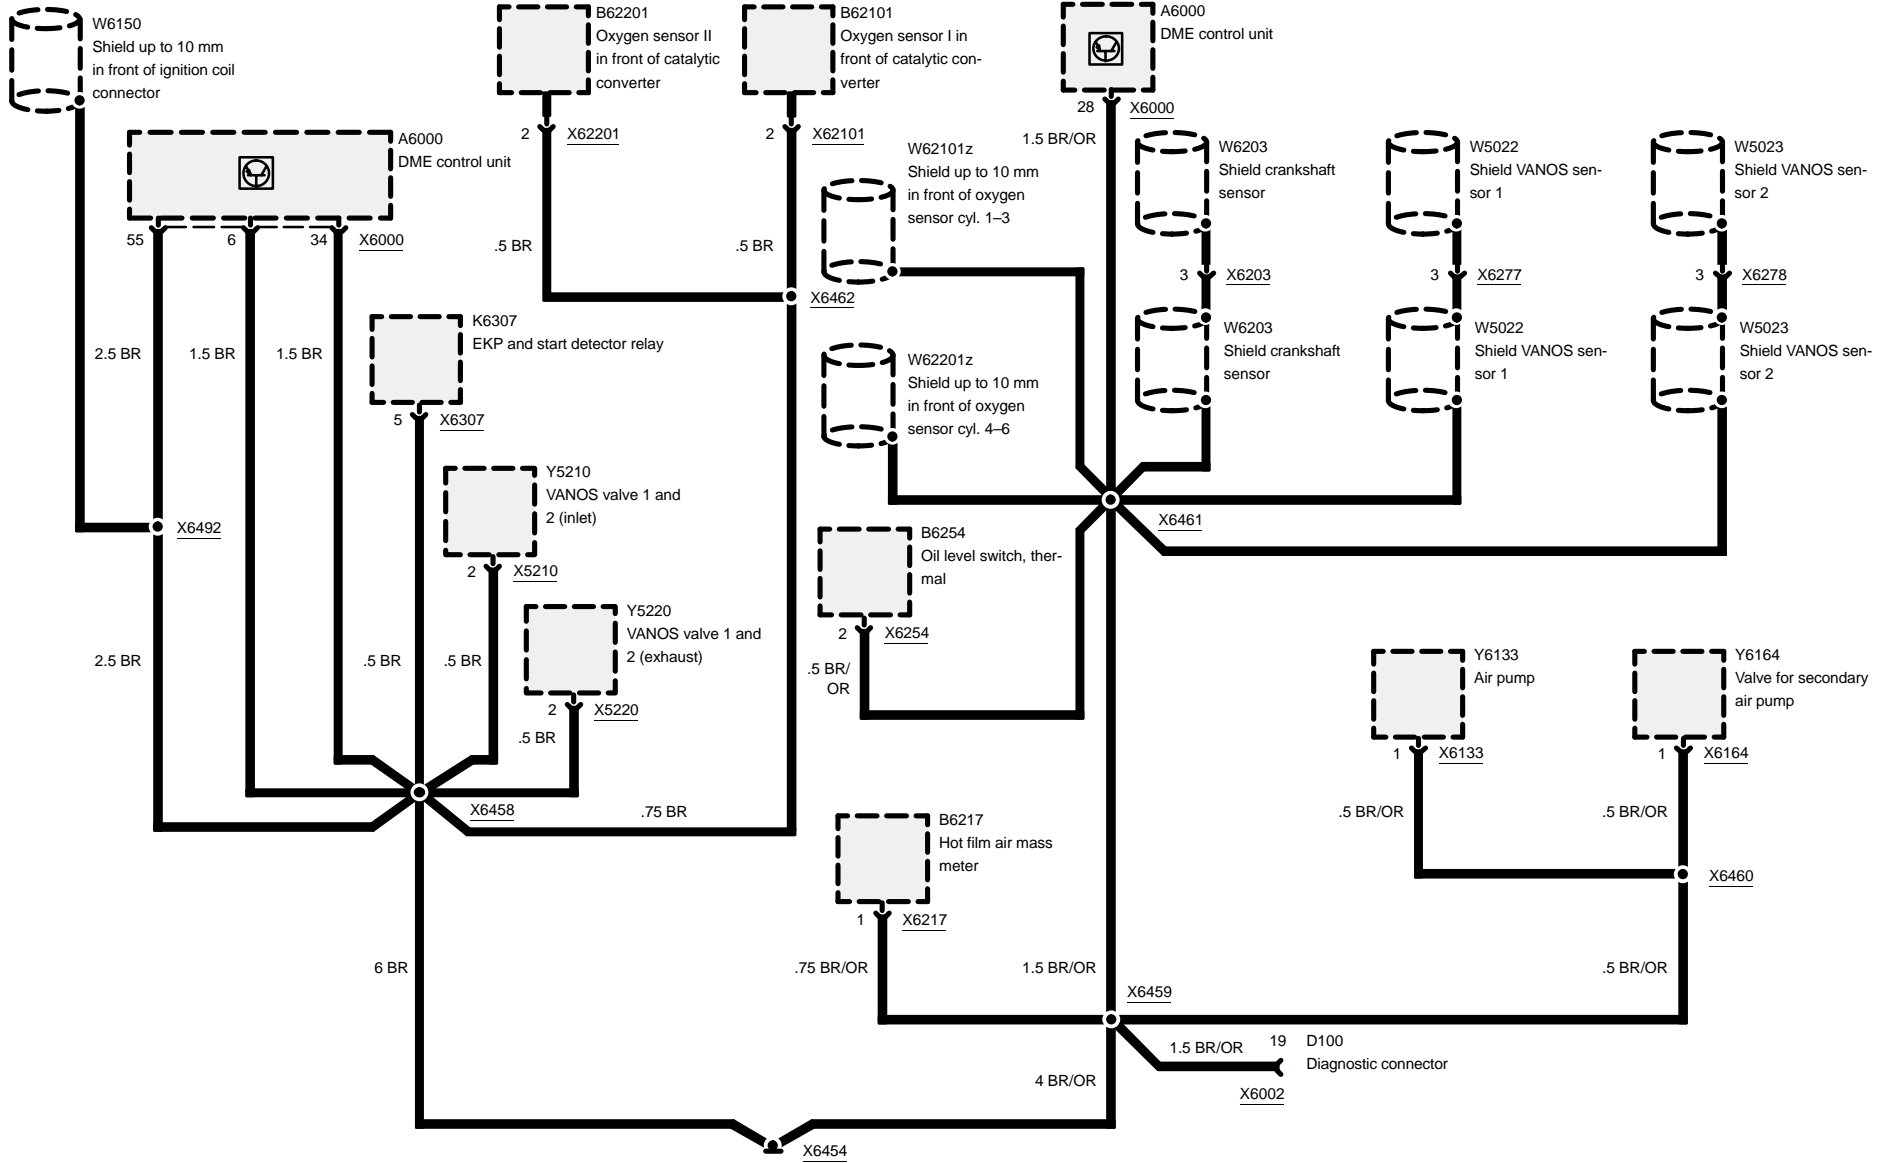 W6150
Shield up to 10 mm
in front of ignition coil
connector
B62201
Oxygen sensor II
in front of catalytic
converter
2
X62201
B62101
Oxygen sensor I in
front of catalytic con-
verter
2
X62101
A6000
DME control unit
28
X6000
1.5 BR/OR
A6000
DME control unit
55
6
34
X6000
W62101z
Shield up to 10 mm
in front of oxygen
sensor cyl. 1–3
W6203
Shield crankshaft
sensor
W5022
Shield VANOS sen-
sor 1
W5023
Shield VANOS sen-
sor 2
.5 BR
.5 BR
X6462
3
X6203
3
X6277
3
X6278
2.5 BR
1.5 BR
1.5 BR
K6307
EKP and start detector relay
5
X6307
W62201z
Shield up to 10 mm
in front of oxygen
sensor cyl. 4–6
W6203
Shield crankshaft
sensor
W5022
Shield VANOS sen-
sor 1
W5023
Shield VANOS sen-
sor 2
X6492
Y5210
VANOS valve 1 and
2 (inlet)
2
X5210
X6461
B6254
Oil level switch, ther-
mal
2
X6254
.5 BR/
OR
Y5220
VANOS valve 1 and
2 (exhaust)
2
X5220
2.5 BR
.5 BR
.5 BR
.5 BR
Y6133
Air pump
1
X6133
Y6164
Valve for secondary
air pump
1
X6164
X6458
.75 BR
.5 BR/OR
.5 BR/OR
B6217
Hot film air mass
meter
1
X6217
X6460
6 BR
.75 BR/OR
1.5 BR/OR
.5 BR/OR
X6459
1.5 BR/OR
19
D100
Diagnostic connector
X6002
4 BR/OR
X6454